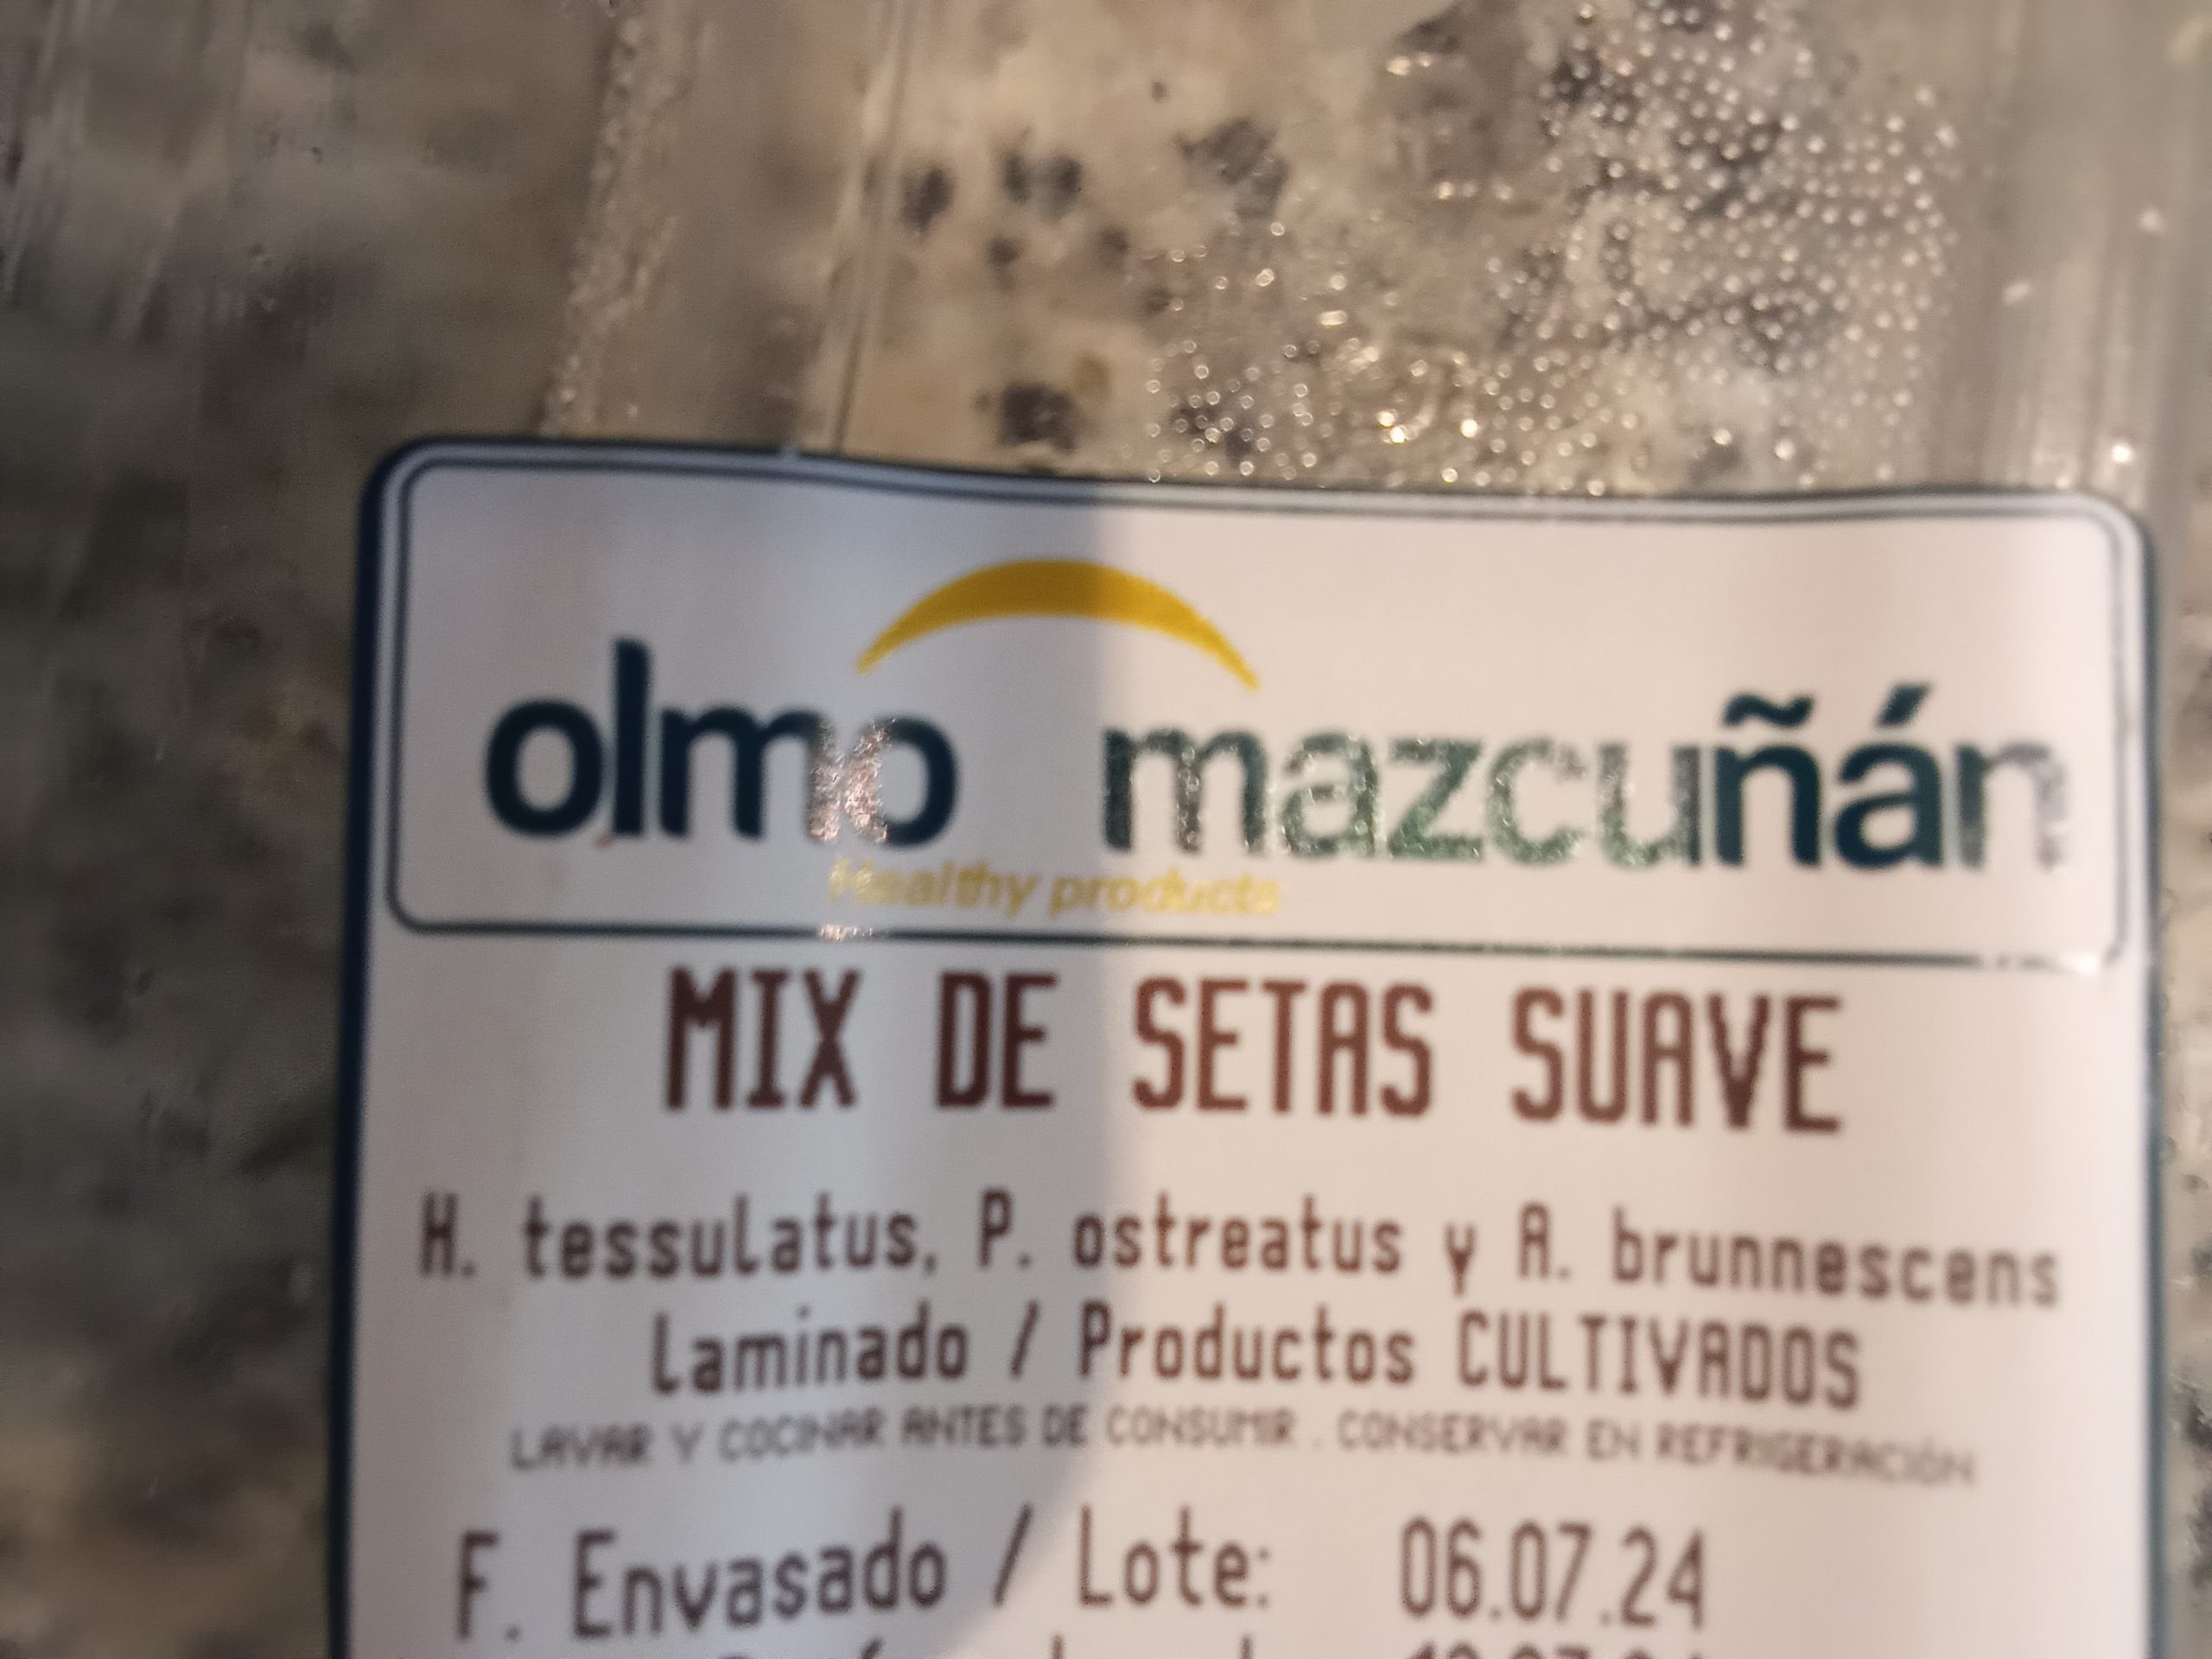 olmo mazcuñán
Healthy products
MIX DE SETAS SUAVE
H. tessulatus, P. ostreatus y A. brunnescens
Laminado / Productos CULTIVADOS
LAVAR Y COCINAR ANTES DE CONSUMIR . CONSERVAR EN REFRIGERACIÓN
F. Envasado / Lote: 06.07.24